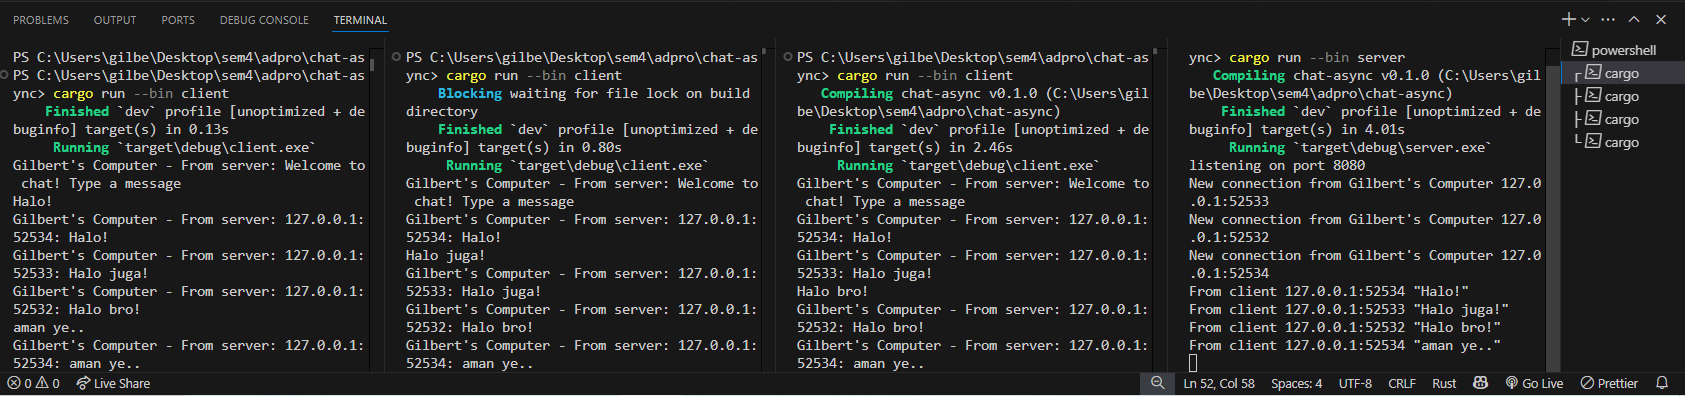 PROBLEMS OUTPUT PORTS DEBUG CONSOLE TERMINAL
PS C:\Users\gilbe\Desktop\sem4\adpro\chat-as
PS C:\Users\gilbe\Desktop\sem4\adpro\chat-as
ync> cargo run --bin client
Finished `dev` profile [unoptimized + de
buginfo] target(s) in 0.13s
Running `target\debug\client.exe`
Gilbert's Computer - From server: Welcome to
chat! Type a message
Halo!
Gilbert's Computer - From server: 127.0.0.1:
52534: Halo!
Gilbert's Computer - From server: 127.0.0.1:
52533: Halo juga!
Gilbert's Computer - From server: 127.0.0.1:
52532: Halo bro!
aman ye..
Gilbert's Computer - From server: 127.0.0.1:
52534: aman ye..
PS C:\Users\gilbe\Desktop\sem4\adpro\chat-as
ync> cargo run --bin client
Blocking waiting for file lock on build
directory
Finished `dev` profile [unoptimized + de
buginfo] target(s) in 0.80s
Running `target\debug\client.exe`
Gilbert's Computer - From server: Welcome to
chat! Type a message
Gilbert's Computer - From server: 127.0.0.1:
52534: Halo!
Halo juga!
Gilbert's Computer - From server: 127.0.0.1:
52533: Halo juga!
Gilbert's Computer - From server: 127.0.0.1:
52532: Halo bro!
Gilbert's Computer - From server: 127.0.0.1:
52534: aman ye..
PS C:\Users\gilbe\Desktop\sem4\adpro\chat-as
ync> cargo run --bin client
Compiling chat-async v0.1.0 (C:\Users\gil
be\Desktop\sem4\adpro\chat-async)
Finished `dev` profile [unoptimized + de
buginfo] target(s) in 2.46s
Running `target\debug\client.exe`
Gilbert's Computer - From server: Welcome to
chat! Type a message
Gilbert's Computer - From server: 127.0.0.1:
52534: Halo!
Gilbert's Computer - From server: 127.0.0.1:
52533: Halo juga!
Halo bro!
Gilbert's Computer - From server: 127.0.0.1:
52532: Halo bro!
Gilbert's Computer - From server: 127.0.0.1:
52534: aman ye..
ync> cargo run --bin server
Compiling chat-async v0.1.0 (C:\Users\gil
be\Desktop\sem4\adpro\chat-async)
Finished `dev` profile [unoptimized + de
buginfo] target(s) in 4.01s
Running `target\debug\server.exe`
listening on port 8080
New connection from Gilbert's Computer 127.0
.0.1:52533
New connection from Gilbert's Computer 127.0
.0.1:52532
New connection from Gilbert's Computer 127.0
.0.1:52534
From client 127.0.0.1:52534 "Halo!"
From client 127.0.0.1:52533 "Halo juga!"
From client 127.0.0.1:52532 "Halo bro!"
From client 127.0.0.1:52534 "aman ye.."
powershell
cargo
cargo
cargo
cargo
0 0 Live Share Ln 52, Col 58 Spaces: 4 UTF-8 CRLF Rust Go Live Prettier